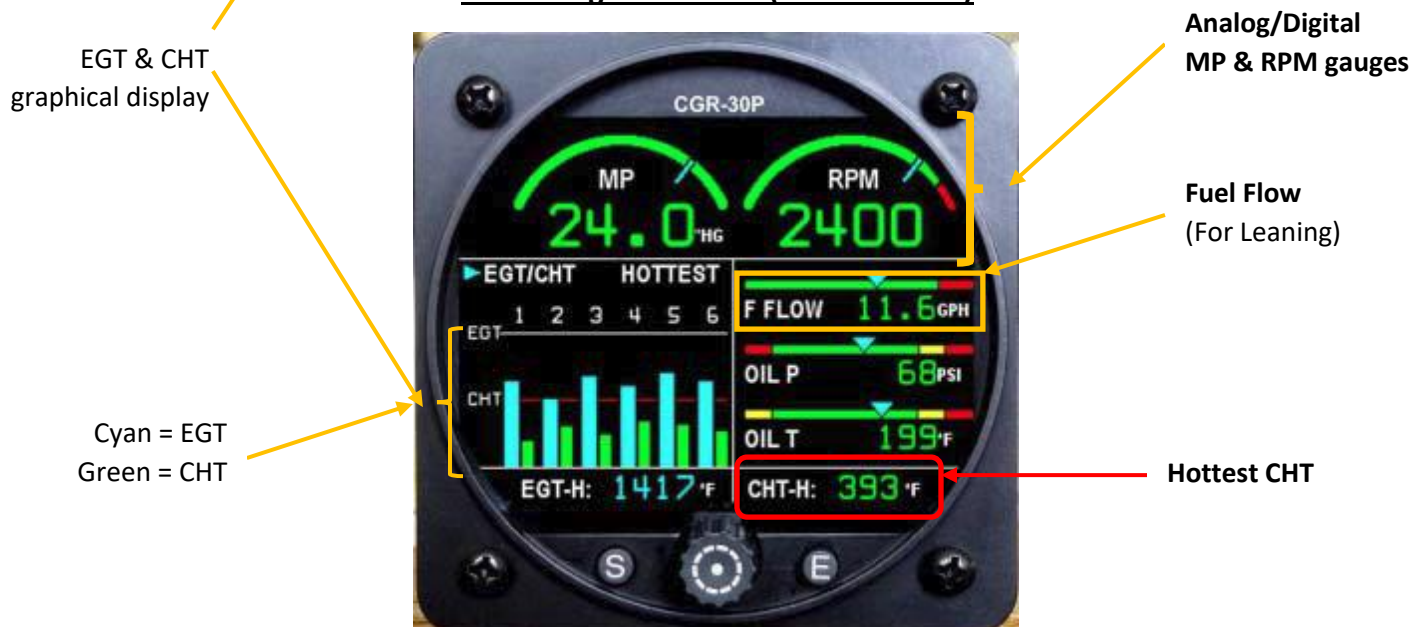 EGT & CHT
graphical display
Analog/Digital
MP & RPM gauges
CGR-30P
MP
24.0"HG
RPM
2400
EGT/CHT HOTTEST
1 2 3 4 5 6
EGT
CHT
F FLOW 11.6 GPH
OIL P 68 PSI
OIL T 199 °F
EGT-H: 1417 °F
CHT-H: 393 °F
S E
Fuel Flow
(For Leaning)
Cyan = EGT
Green = CHT
Hottest CHT